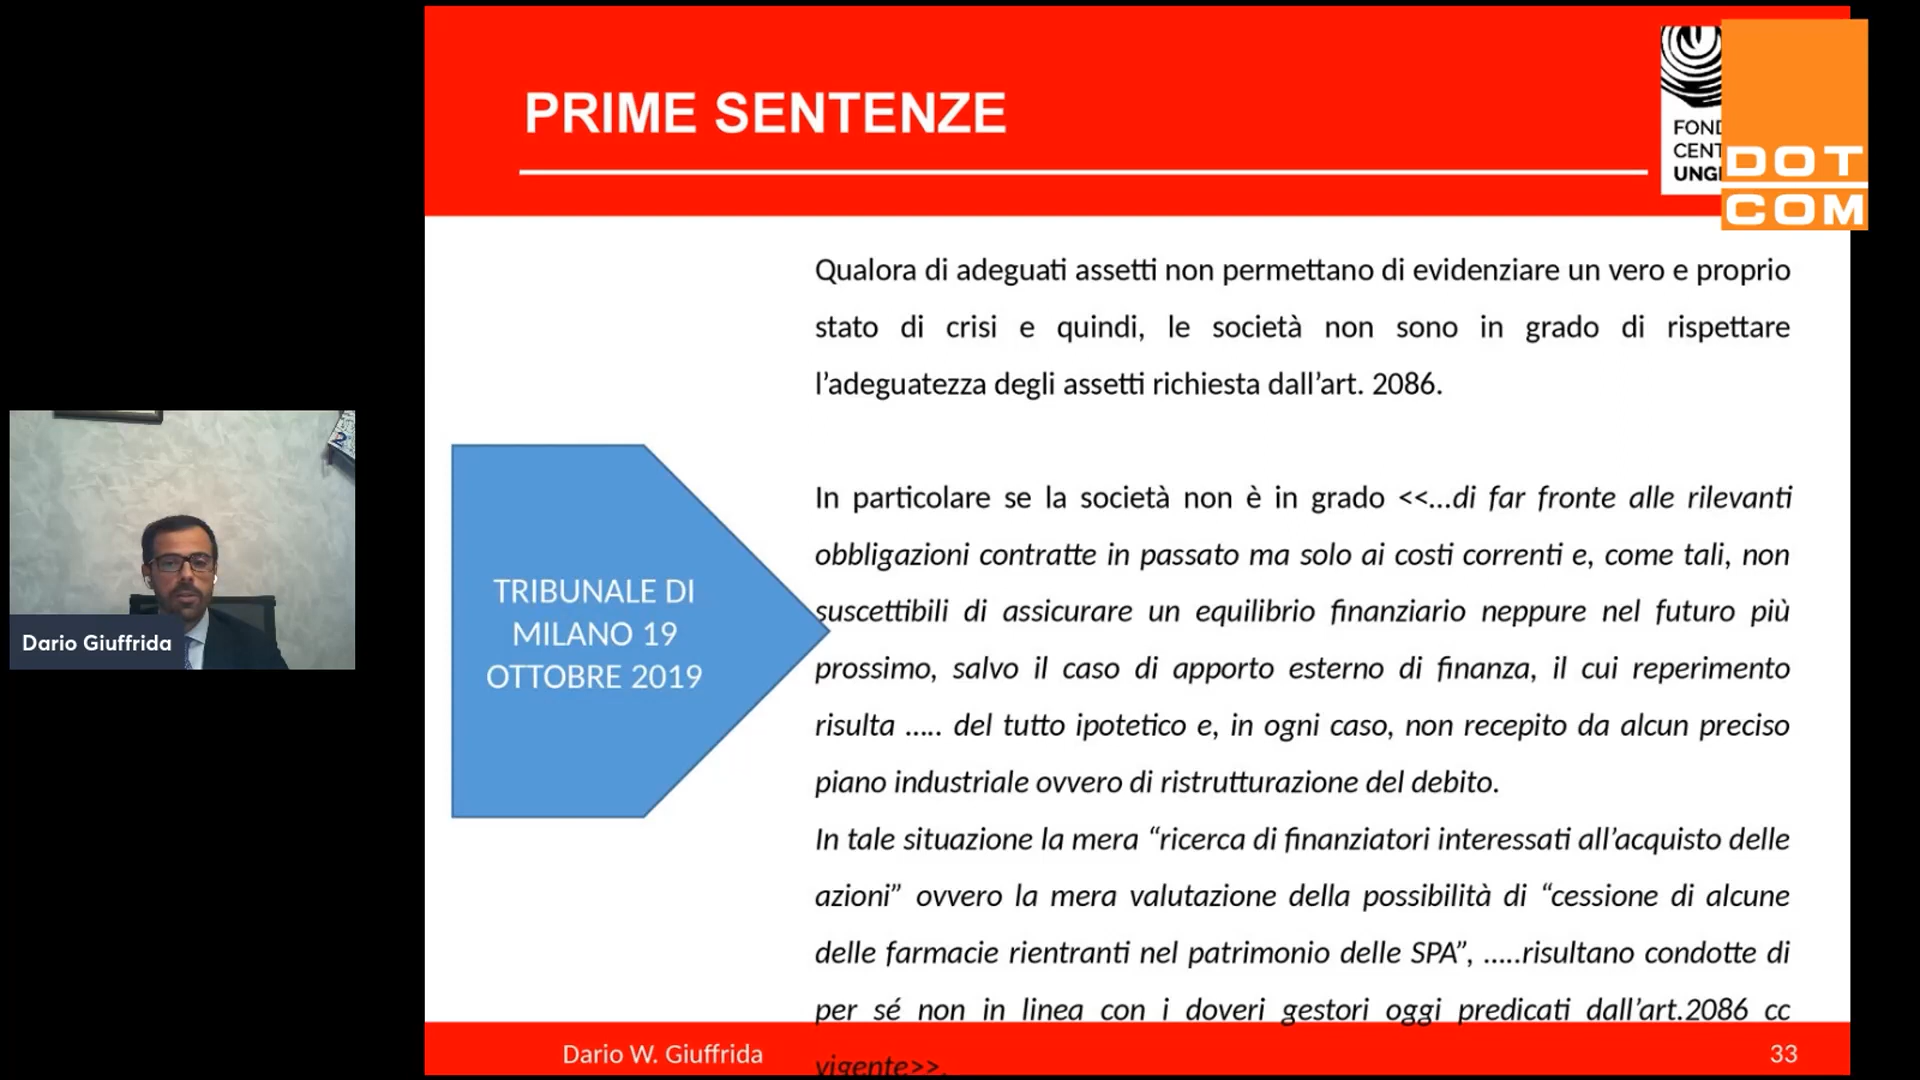 PRIME SENTENZE
FOND
CENT
UNG
DOT
COM
Qualora di adeguati assetti non permettano di evidenziare un vero e proprio
stato di crisi e quindi, le società non sono in grado di rispettare
l’adeguatezza degli assetti richiesta dall’art. 2086.
In particolare se la società non è in grado <<...di far fronte alle rilevanti
obbligazioni contratte in passato ma solo ai costi correnti e, come tali, non
suscettibili di assicurare un equilibrio finanziario neppure nel futuro più
prossimo, salvo il caso di apporto esterno di finanza, il cui reperimento
risulta ..... del tutto ipotetico e, in ogni caso, non recepito da alcun preciso
piano industriale ovvero di ristrutturazione del debito.
In tale situazione la mera “ricerca di finanziatori interessati all’acquisto delle
azioni” ovvero la mera valutazione della possibilità di “cessione di alcune
delle farmacie rientranti nel patrimonio delle SPA”, .....risultano condotte di
per sé non in linea con i doveri gestori oggi predicati dall’art.2086 cc
vigente>>.
TRIBUNALE DI
MILANO 19
OTTOBRE 2019
2
Dario Giuffrida
Dario W. Giuffrida
33